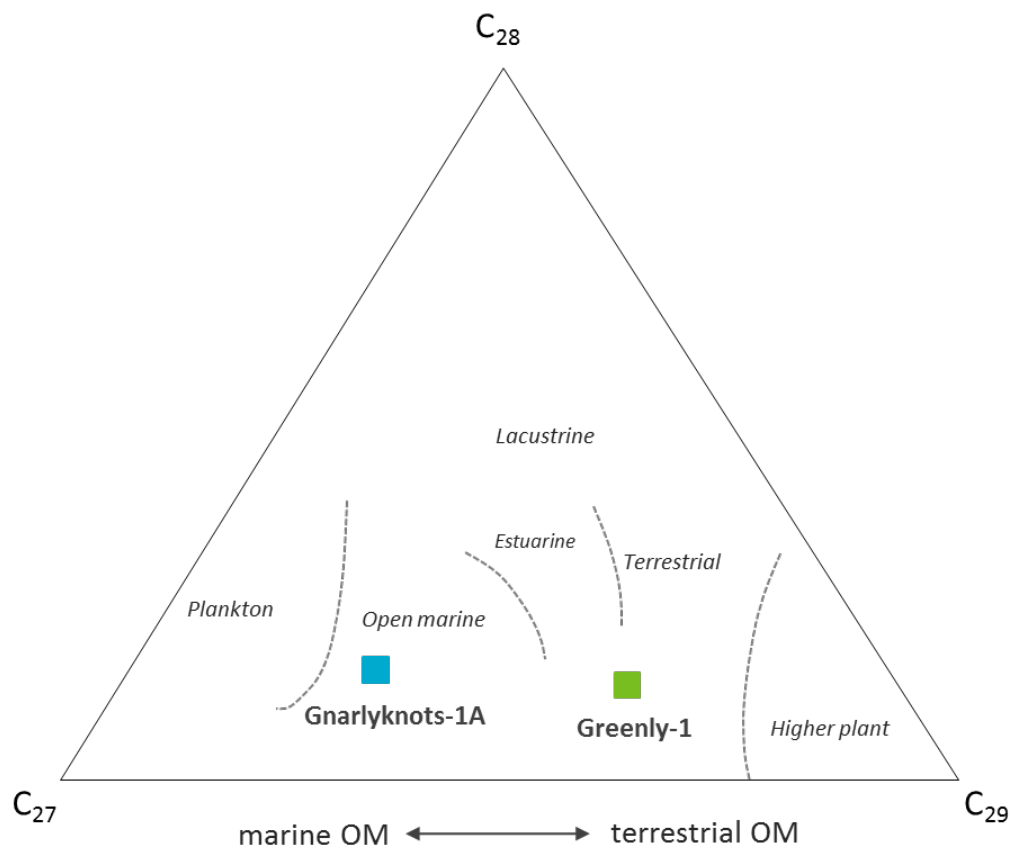 C₂₈
Lacustrine
Estuarine
Terrestrial
Plankton
Open marine
Gnarlyknots-1A
Greenly-1
Higher plant
C₂₇
C₂₉
marine OM
terrestrial OM